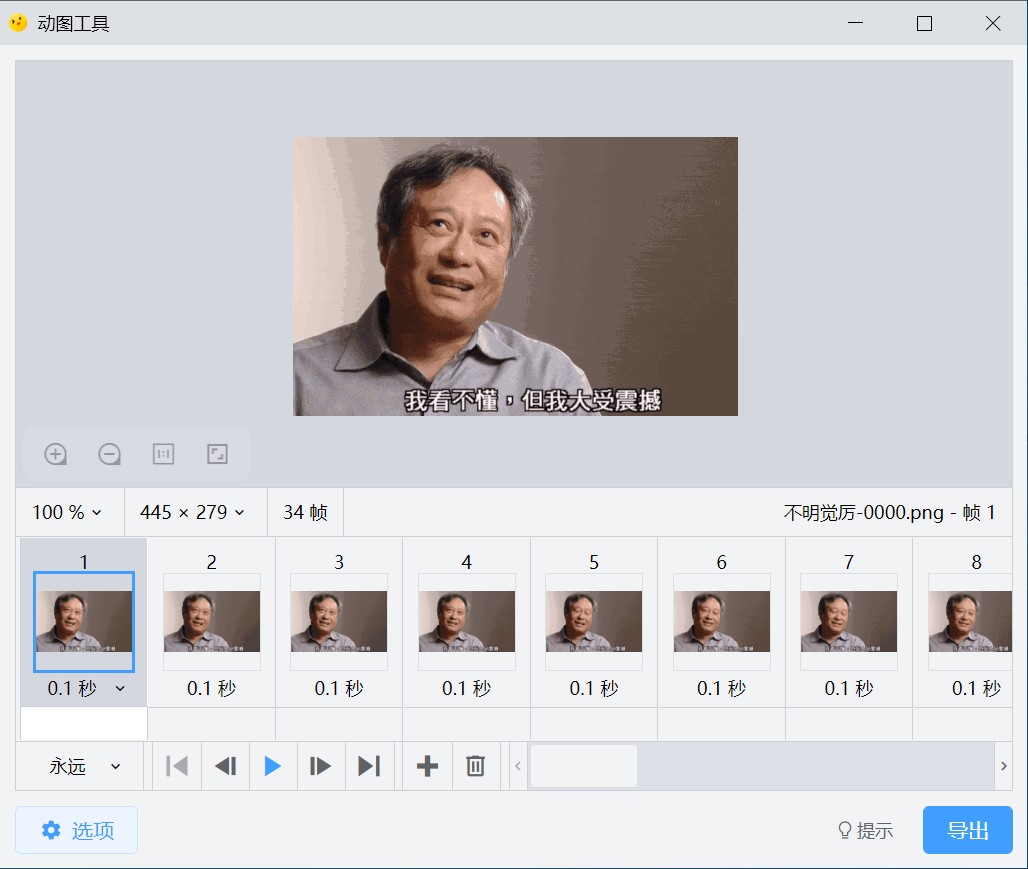 动图工具
我看不懂，但我大受震撼
100 %
445 × 279
34 帧
不明觉厉-0000.png - 帧 1
1 2 3 4 5 6 7 8
0.1 秒 0.1 秒 0.1 秒 0.1 秒 0.1 秒 0.1 秒 0.1 秒 0.1 秒
永远
选项
提示
导出